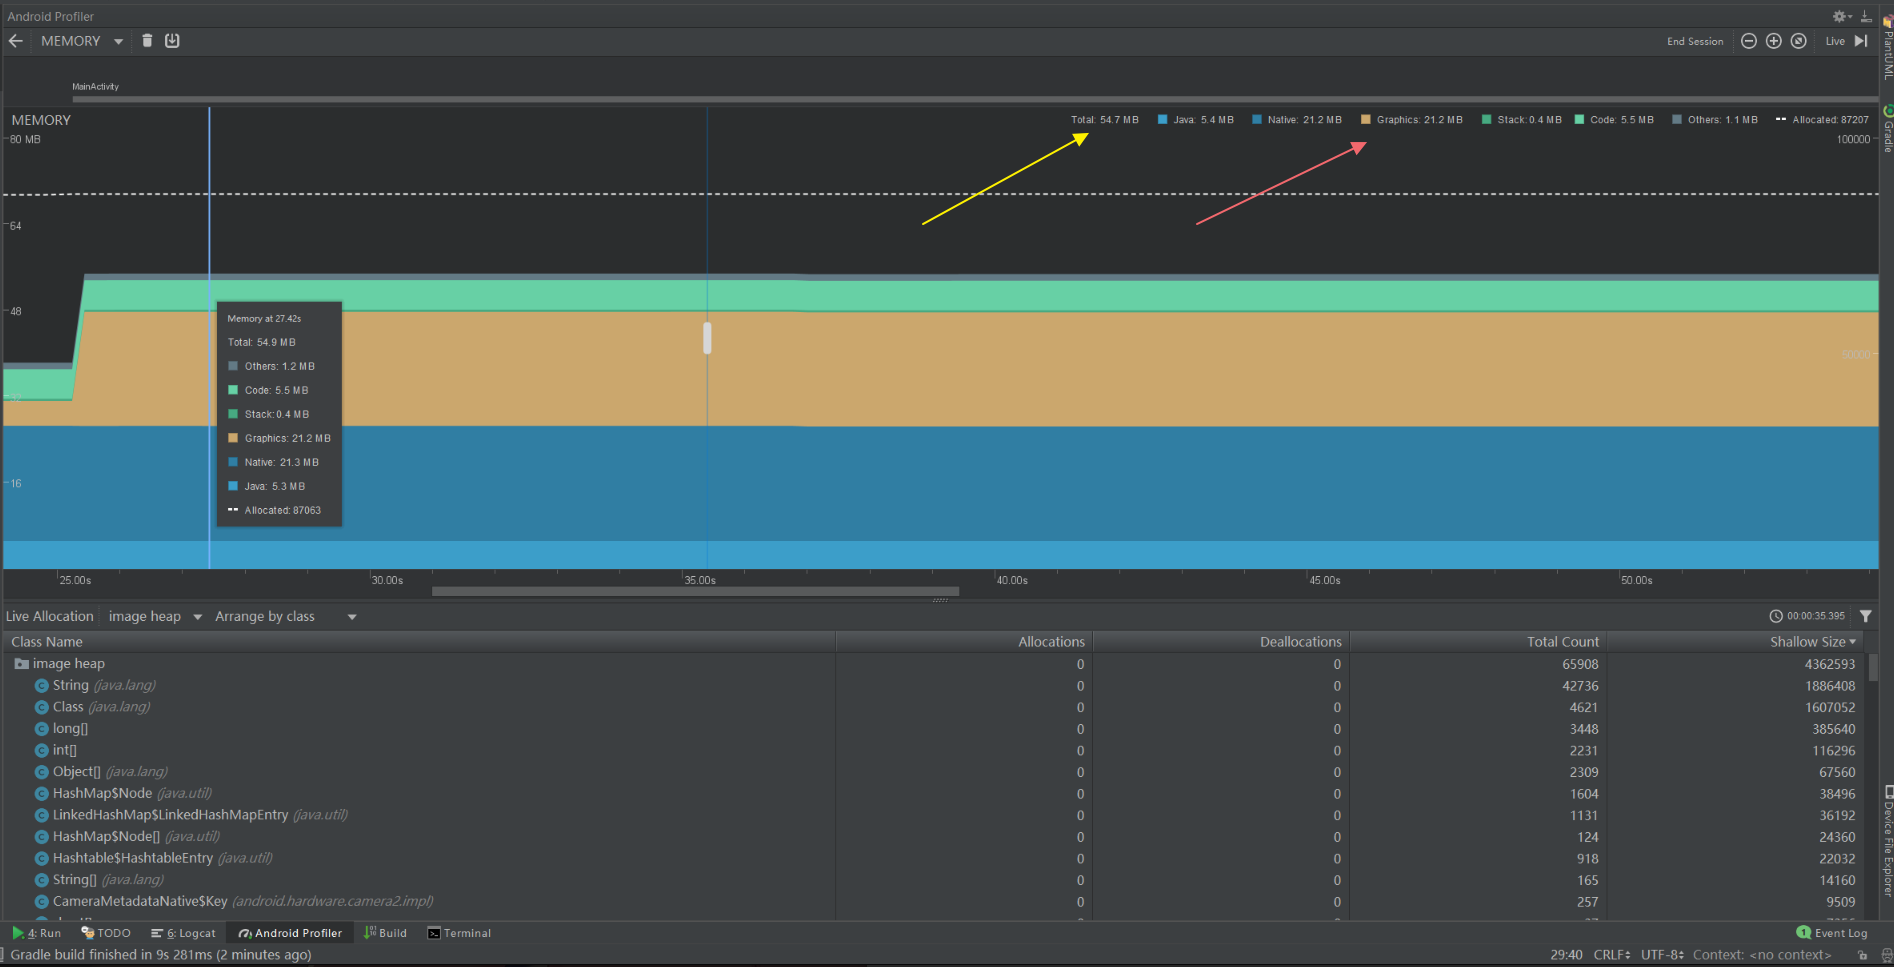 Android Profiler
MEMORY
End Session
Live
MainActivity
MEMORY
Total: 54.7 MB Java: 5.4 MB Native: 21.2 MB Graphics: 21.2 MB Stack: 0.4 MB Code: 5.5 MB Others: 1.1 MB Allocated: 87207
80 MB
100000
64
48
50000
32
16
Memory at 27.42s
Total: 54.9 MB
Others: 1.2 MB
Code: 5.5 MB
Stack: 0.4 MB
Graphics: 21.2 MB
Native: 21.3 MB
Java: 5.3 MB
Allocated: 87063
25.00s 30.00s 35.00s 40.00s 45.00s 50.00s
Live Allocation image heap Arrange by class 00:00:35.395
Class Name Allocations Deallocations Total Count Shallow Size
image heap 0 0 65908 4362593
String (java.lang) 0 0 42736 1886408
Class (java.lang) 0 0 4621 1607052
long[] 0 0 3448 385640
int[] 0 0 2231 116296
Object[] (java.lang) 0 0 2309 67560
HashMap$Node (java.util) 0 0 1604 38496
LinkedHashMap$LinkedHashMapEntry (java.util) 0 0 1131 36192
HashMap$Node[] (java.util) 0 0 124 24360
Hashtable$HashtableEntry (java.util) 0 0 918 22032
String[] (java.lang) 0 0 165 14160
CameraMetadataNative$Key (android.hardware.camera2.impl) 0 0 257 9509
4: Run TODO 6: Logcat Android Profiler Build Terminal 1 Event Log
Gradle build finished in 9s 281ms (2 minutes ago) 29:40 CRLF UTF-8 Context: <no context>
PlantUML
Gradle
Device File Explorer